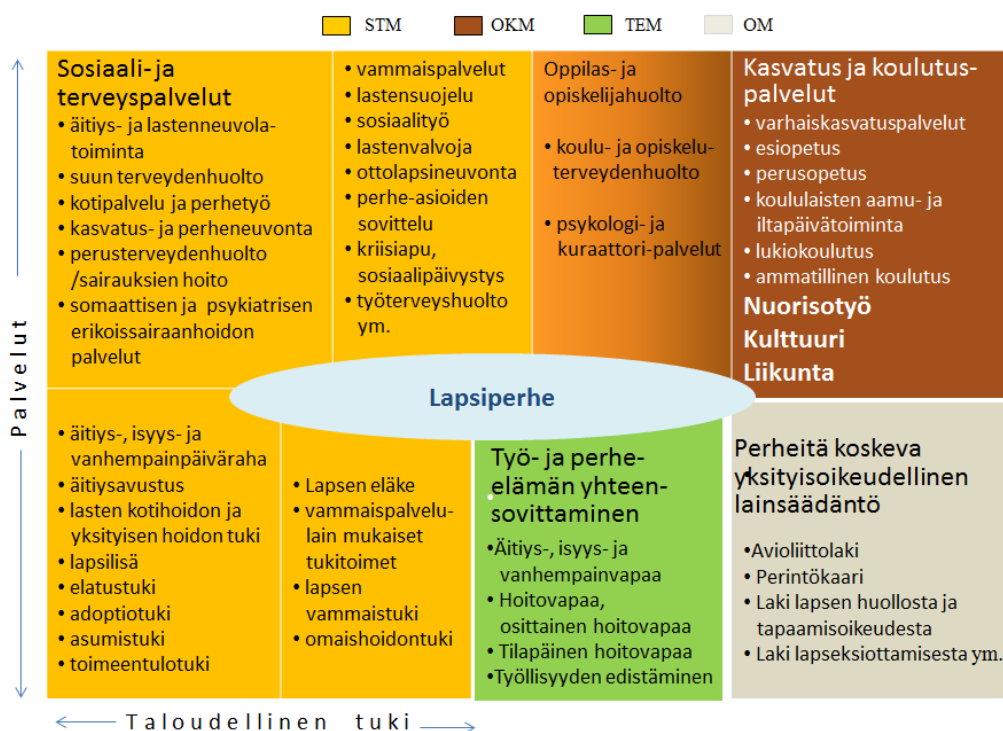 STM OKM TEM OM
Palvelut
Sosiaali- ja
terveyspalvelut
• äitiys- ja lastenneuvola-
toiminta
• suun terveydenhuolto
• kotipalvelu ja perhetyö
• kasvatus- ja perheneuvonta
• perusterveydenhuolto
/sairauksien hoito
• somaattisen ja psykiatrisen
erikoissairaanhoidon
palvelut
• vammaispalvelut
• lastensuojelu
• sosiaalityö
• lastenvalvoja
• ottolapsineuvonta
• perhe-asioiden
sovittelu
• kriisiapu,
sosiaalipäivystys
• työterveyshuolto
ym.
Oppilas- ja
opiskelijahuolto
• koulu- ja opiskelu-
terveydenhuolto
• psykologi- ja
kuraattori-palvelut
Kasvatus ja koulutus-
palvelut
• varhaiskasvatuspalvelut
• esiopetus
• perusopetus
• koululaisten aamu- ja
iltapäivätoiminta
• lukiokoulutus
• ammatillinen koulutus
Nuorisotyö
Kulttuuri
Liikunta
Lapsiperhe
• äitiys-, isyys- ja
vanhempainpäiväraha
• äitiysavustus
• lasten kotihoidon ja
yksityisen hoidon tuki
• lapsilisä
• elatustuki
• adoptiotuki
• asumistuki
• toimeentulotuki
• Lapsen eläke
• vammaispalvelu-
lain mukaiset
tukitoimet
• lapsen
vammaistuki
• omaishoidontuki
Työ- ja perhe-
elämän yhteen-
sovittaminen
• Äitiys-, isyys- ja
vanhempainvapaa
• Hoitovapaa,
osittainen hoitovapaa
• Tilapäinen hoitovapaa
• Työllisyyden edistäminen
Perheitä koskeva
• yksityisoikeudellinen
lainsäädäntö
• Avioliittolaki
• Perintökaari
• Laki lapsen huollosta ja
tapaamisoikeudesta
• Laki lapseksiottamisesta ym.
Taloudellinen tuki